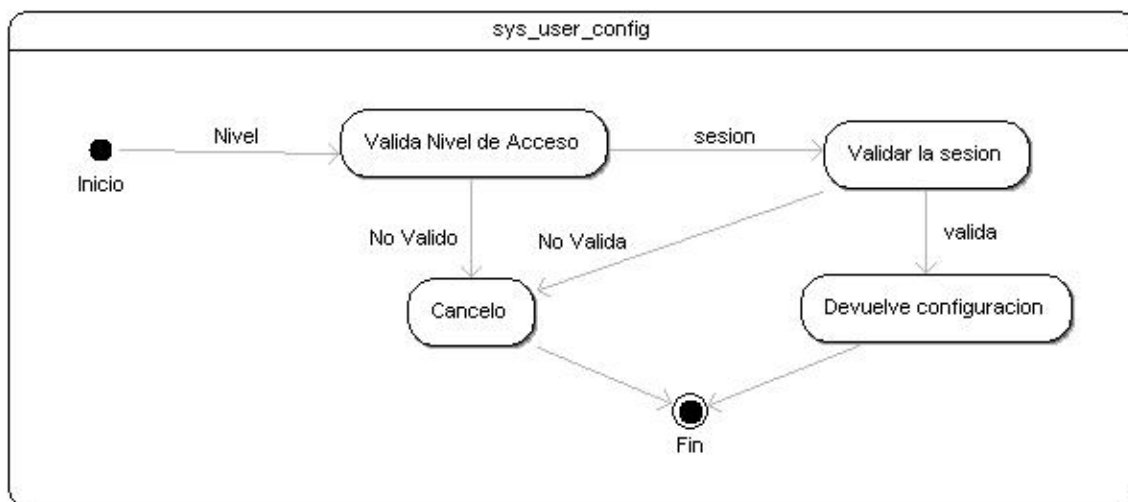 sys_user_config
Nivel
Valida Nivel de Acceso
sesion
Validar la sesion
Inicio
No Valido
No Valida
valida
Cancelo
Devuelve configuracion
Fin